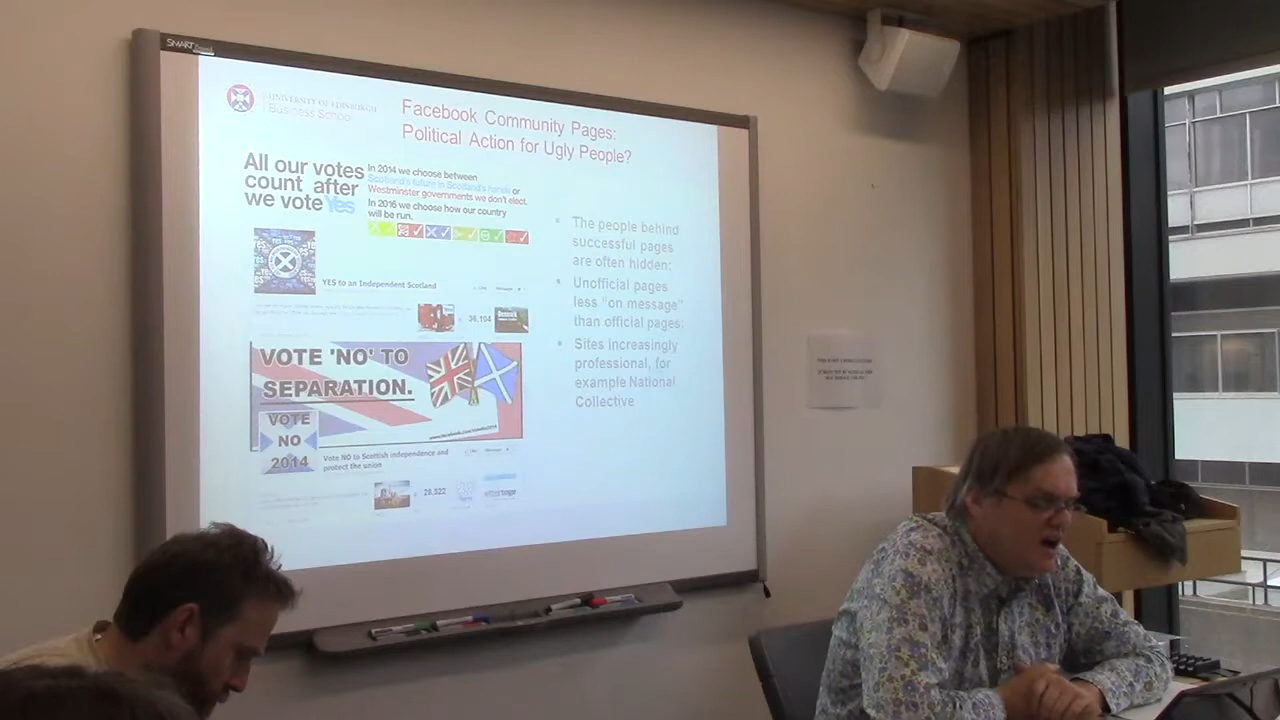 SMART
UNIVERSITY OF EDINBURGH
Business School
Facebook Community Pages:
Political Action for Ugly People?
All our votes
count after
we vote Yes
In 2014 we choose between
Scotland's future in Scotland's hands or
Westminster governments we don't elect.
In 2016 we choose how our country
will be run.
YES to an Independent Scotland
36,104
VOTE 'NO' TO
SEPARATION.
VOTE
NO
2014
Vote NO to Scottish independence and
protect the union
The people behind
successful pages
are often hidden:
Unofficial pages
less "on message"
than official pages:
Sites increasingly
professional, for
example National
Collective